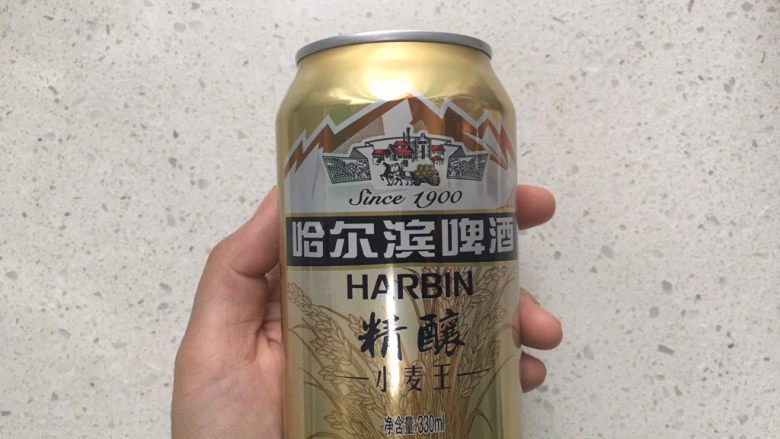 Since 1900
哈尔滨啤酒
HARBIN
精酿
小麦王
净含量:330ml